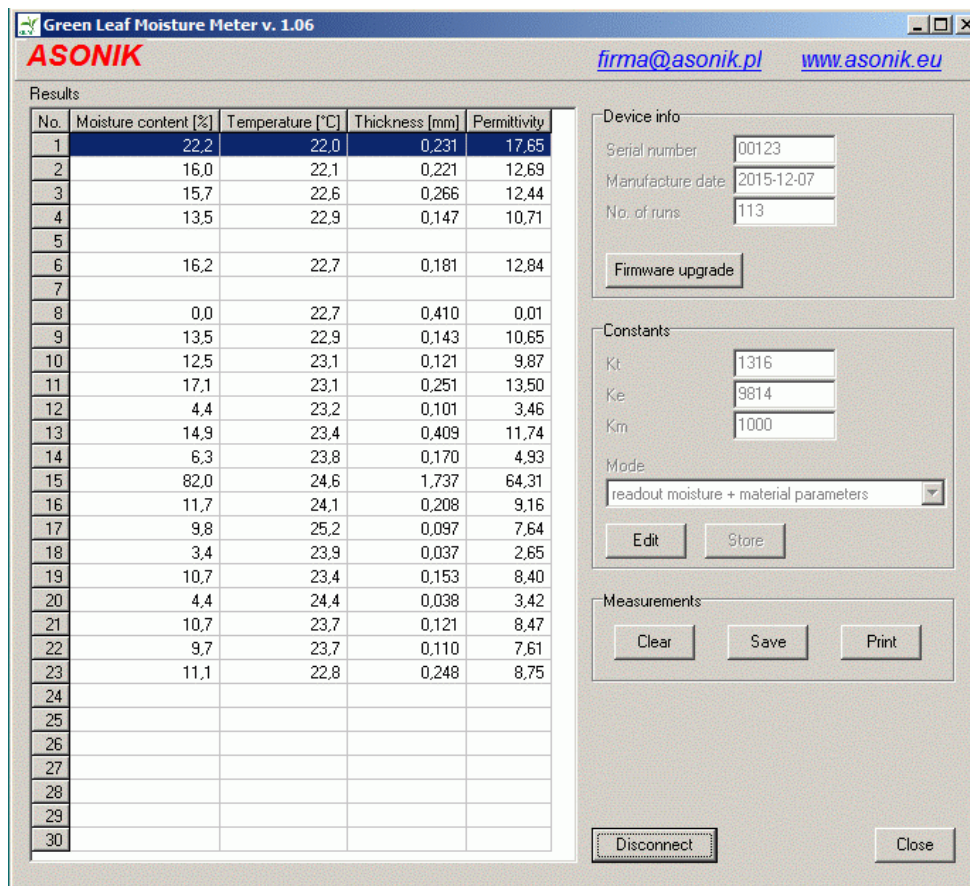 Green Leaf Moisture Meter v. 1.06
ASONIK firma@asonik.pl www.asonik.eu
Results
No. Moisture content [%] Temperature [°C] Thickness [mm] Permittivity
1 22,2 22,0 0,231 17,65
2 16,0 22,1 0,221 12,69
3 15,7 22,6 0,266 12,44
4 13,5 22,9 0,147 10,71
5
6 16,2 22,7 0,181 12,84
7
8 0,0 22,7 0,410 0,01
9 13,5 22,9 0,143 10,65
10 12,5 23,1 0,121 9,87
11 17,1 23,1 0,251 13,50
12 4,4 23,2 0,101 3,46
13 14,9 23,4 0,409 11,74
14 6,3 23,8 0,170 4,93
15 82,0 24,6 1,737 64,31
16 11,7 24,1 0,208 9,16
17 9,8 25,2 0,097 7,64
18 3,4 23,9 0,037 2,65
19 10,7 23,4 0,153 8,40
20 4,4 24,4 0,038 3,42
21 10,7 23,7 0,121 8,47
22 9,7 23,7 0,110 7,61
23 11,1 22,8 0,248 8,75
24
25
26
27
28
29
30
Device info
Serial number 00123
Manufacture date 2015-12-07
No. of runs 113
Firmware upgrade
Constants
Kt 1316
Ke 9814
Km 1000
Mode
readout moisture + material parameters
Edit Store
Measurements
Clear Save Print
Disconnect Close